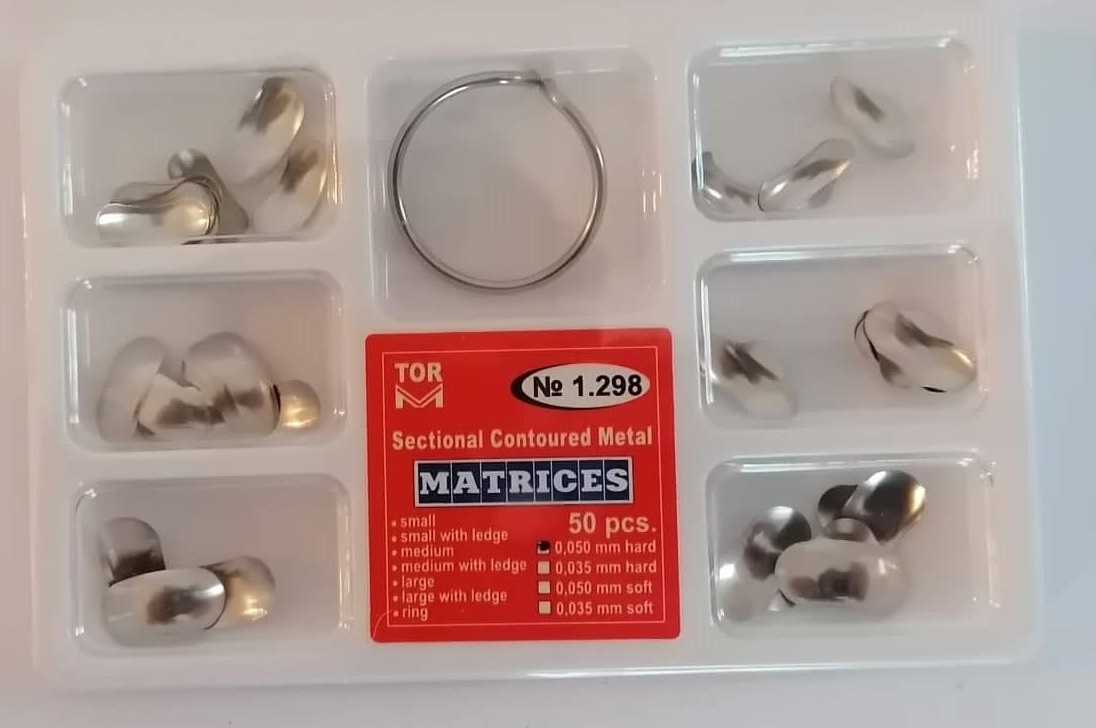 TOR
№ 1.298
Sectional Contoured Metal
MATRICES
50 pcs.
• small
• small with ledge
• medium
• medium with ledge
• large
• large with ledge
• ring
0,050 mm hard
0,035 mm hard
0,050 mm soft
0,035 mm soft